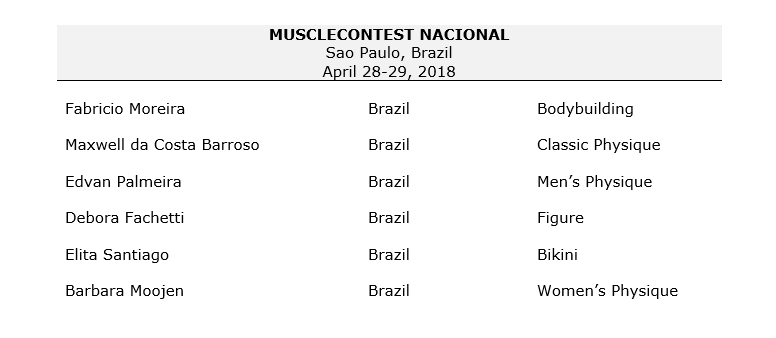 MUSCLECONTEST NACIONAL
Sao Paulo, Brazil
April 28-29, 2018
Fabricio Moreira Brazil Bodybuilding
Maxwell da Costa Barroso Brazil Classic Physique
Edvan Palmeira Brazil Men’s Physique
Debora Fachetti Brazil Figure
Elita Santiago Brazil Bikini
Barbara Moojen Brazil Women’s Physique